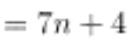 = 7n + 4